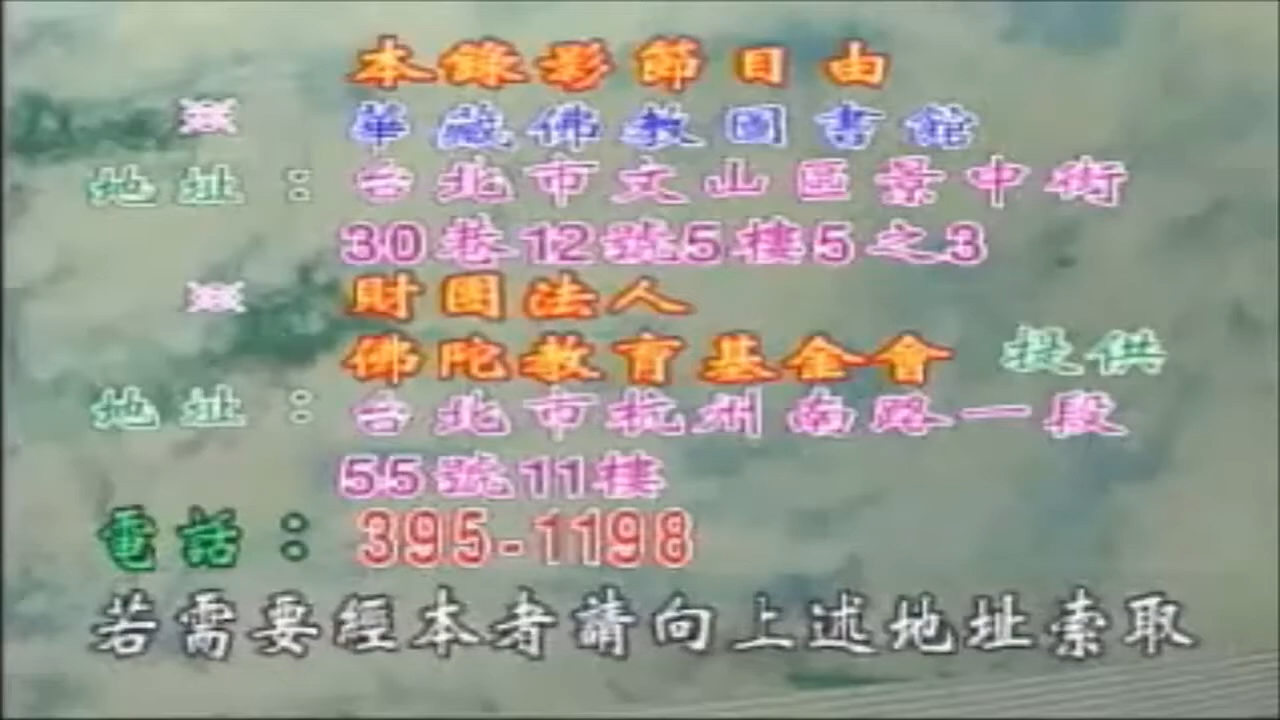 本錄影節目由
※ 華藏佛教圖書館
地址：台北市文山區景中街
30巷12號5樓5之3
※ 財團法人
佛陀教育基金會 提供
地址：台北市杭州南路一段
55號11樓
電話：395-1198
若需要經本者請向上述地址索取